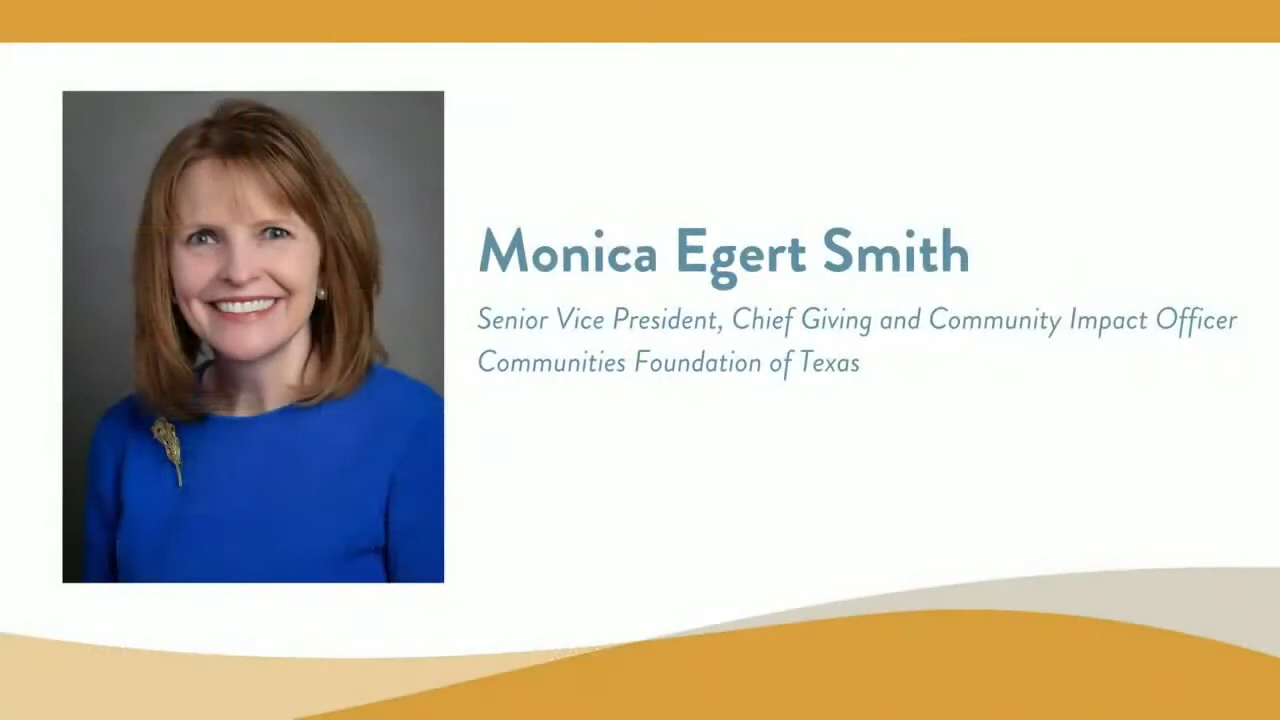 Monica Egert Smith
Senior Vice President, Chief Giving and Community Impact Officer
Communities Foundation of Texas